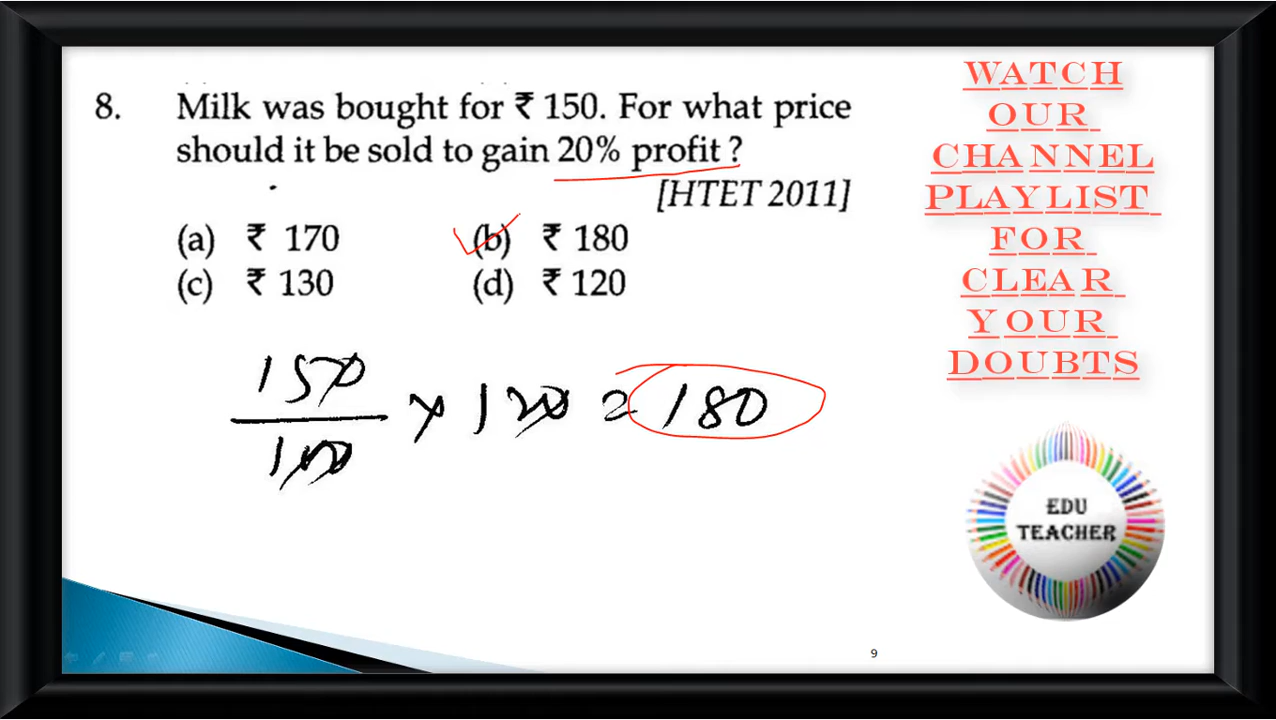 8. Milk was bought for ₹ 150. For what price
should it be sold to gain 20% profit ?
[HTET 2011]
(a) ₹ 170 (b) ₹ 180
(c) ₹ 130 (d) ₹ 120
150
100
× 120 = 180
WATCH
OUR
CHANNEL
PLAYLIST
FOR
CLEAR
YOUR
DOUBTS
EDU
TEACHER
9